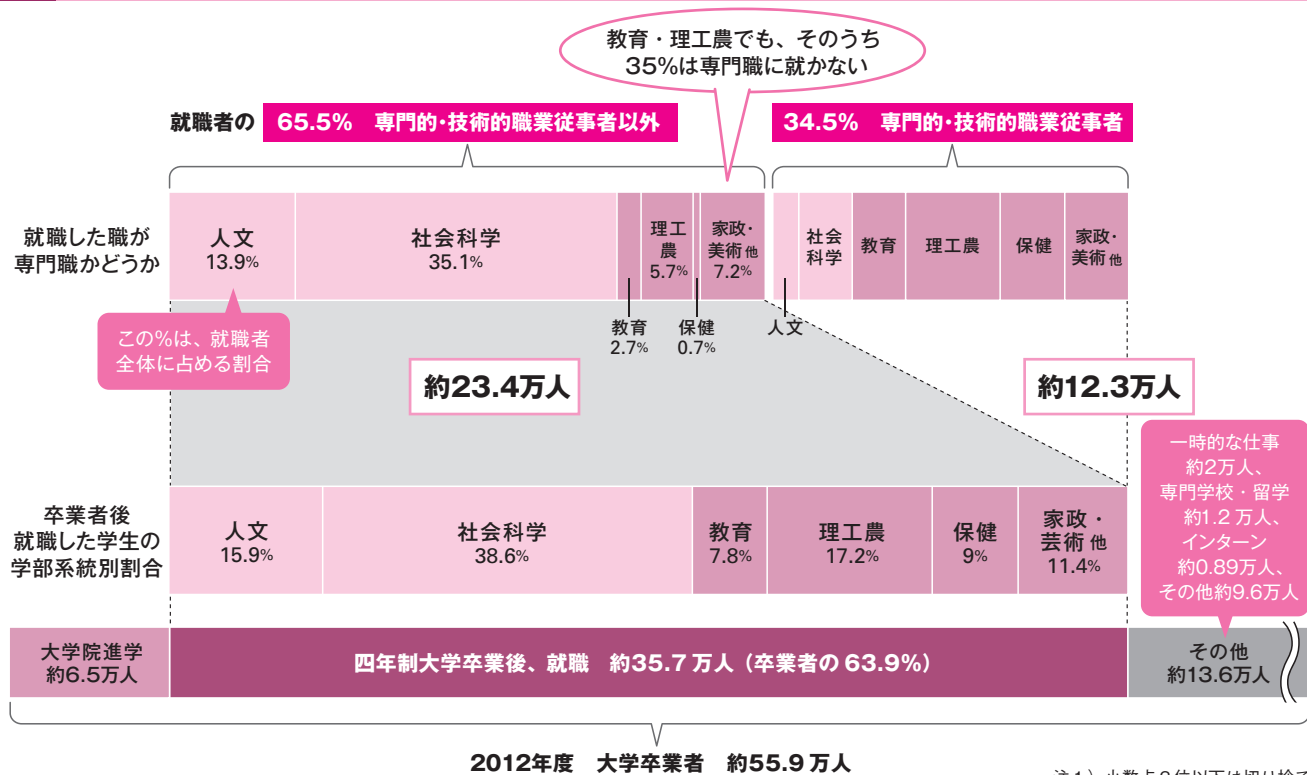 教育・理工農でも、そのうち
35%は専門職に就かない
就職者の 65.5% 専門的・技術的職業従事者以外 34.5% 専門的・技術的職業従事者
就職した職が
専門職かどうか
人文
13.9%
社会科学
35.1%
理工
農
5.7%
家政・
美術 他
7.2%
社会
科学
教育
理工農
保健
家政・
美術 他
教育
2.7%
保健
0.7%
人文
この%は、就職者
全体に占める割合
約23.4万人
約12.3万人
一時的な仕事
約2万人、
専門学校・留学
約1.2 万人、
インターン
約0.89万人、
その他約9.6万人
卒業者後
就職した学生の
学部系統別割合
人文
15.9%
社会科学
38.6%
教育
7.8%
理工農
17.2%
保健
9%
家政・
芸術 他
11.4%
大学院進学
約6.5万人
四年制大学卒業後、就職 約35.7 万人（卒業者の 63.9%）
その他
約13.6万人
2012年度 大学卒業者 約55.9 万人